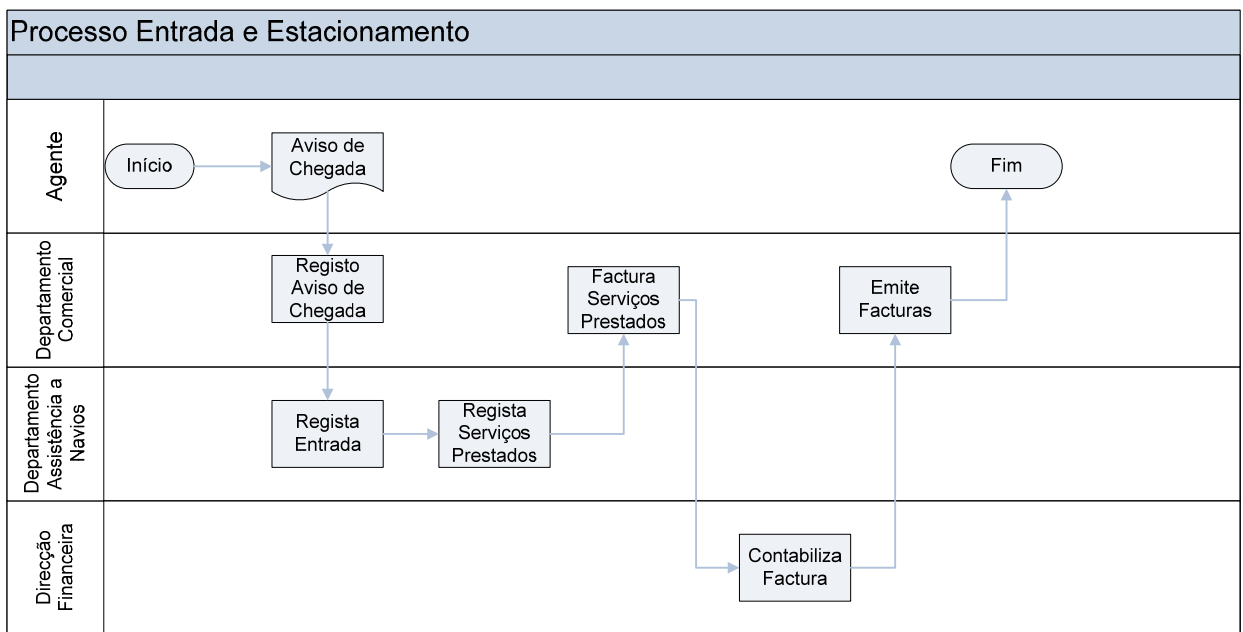 Processo Entrada e Estacionamento
Agente
Início
Aviso de
Chegada
Fim
Departamento
Comercial
Registo
Aviso de
Chegada
Factura
Serviços
Prestados
Emite
Facturas
Departamento
Assistência a
Navios
Regista
Entrada
Regista
Serviços
Prestados
Direcção
Financeira
Contabiliza
Factura